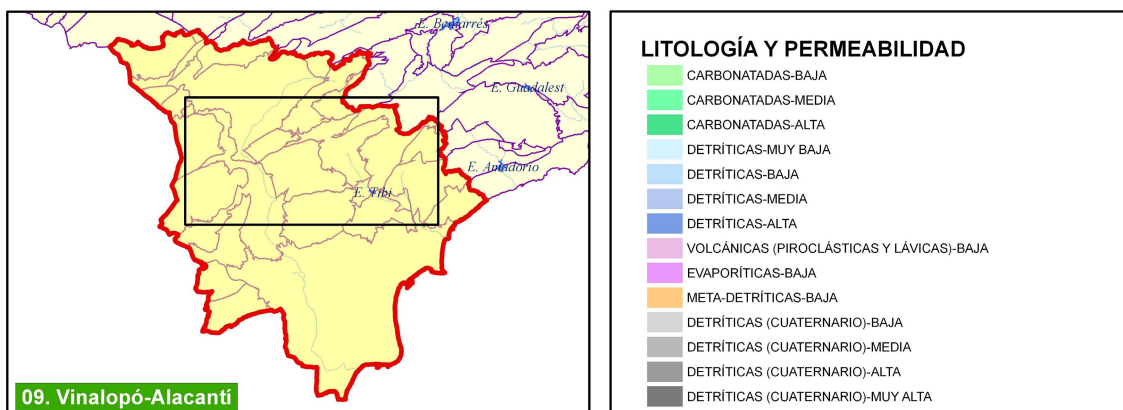 E. Beniarrés
E. Guadalest
E. Amadorio
E. Tibi
09. Vinalopó-Alacantí
LITOLOGÍA Y PERMEABILIDAD
CARBONATADAS-BAJA
CARBONATADAS-MEDIA
CARBONATADAS-ALTA
DETRÍTICAS-MUY BAJA
DETRÍTICAS-BAJA
DETRÍTICAS-MEDIA
DETRÍTICAS-ALTA
VOLCÁNICAS (PIROCLÁSTICAS Y LÁVICAS)-BAJA
EVAPORÍTICAS-BAJA
META-DETRÍTICAS-BAJA
DETRÍTICAS (CUATERNARIO)-BAJA
DETRÍTICAS (CUATERNARIO)-MEDIA
DETRÍTICAS (CUATERNARIO)-ALTA
DETRÍTICAS (CUATERNARIO)-MUY ALTA